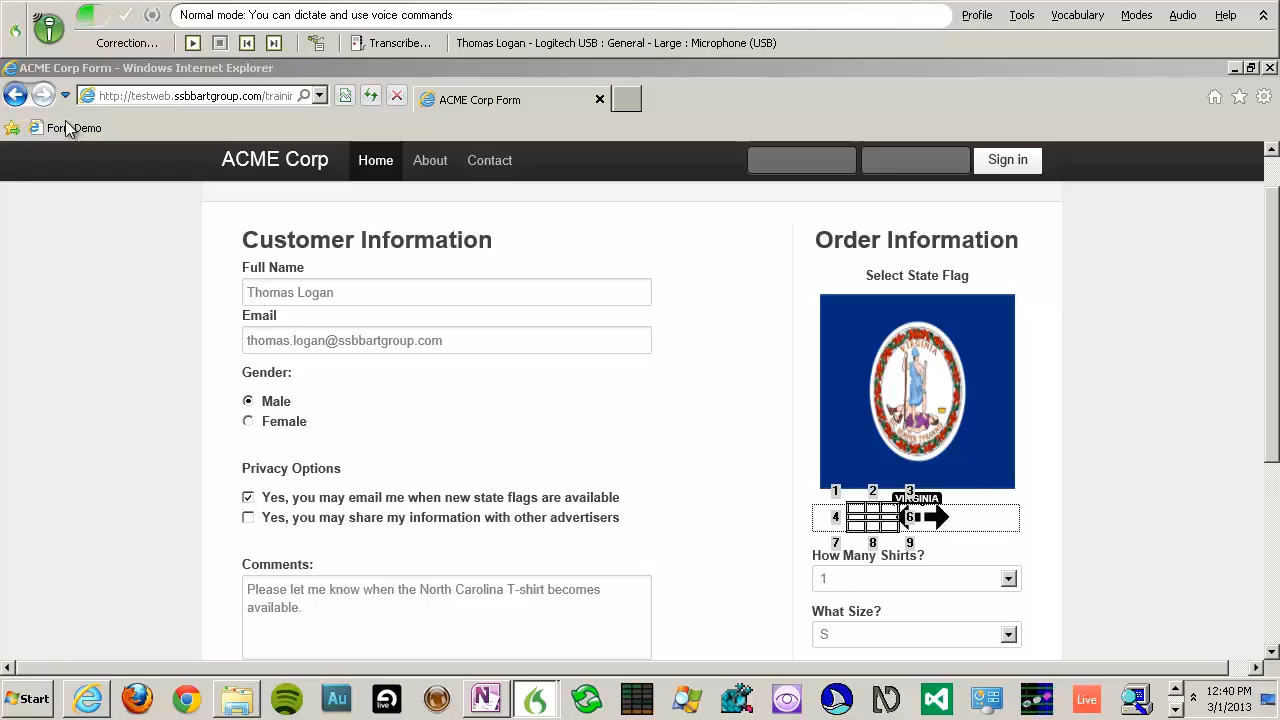 Normal mode: You can dictate and use voice commands
Profile Tools Vocabulary Modes Audio Help
Correction... Transcribe... Thomas Logan - Logitech USB : General - Large : Microphone (USB)
ACME Corp Form - Windows Internet Explorer
http://testweb.ssbbartgroup.com/trainin
ACME Corp Form
Demo
ACME Corp Home About Contact Sign in
Customer Information
Full Name
Thomas Logan
Email
thomas.logan@ssbbartgroup.com
Gender:
Male
Female
Privacy Options
Yes, you may email me when new state flags are available
Yes, you may share my information with other advertisers
Comments:
Please let me know when the North Carolina T-shirt becomes
available.
Order Information
Select State Flag
VIRGINIA
1 2 3
VIRGINIA
4 6
7 8 9
How Many Shirts?
1
What Size?
S
Start
Au
live
N
Live
12:40 PM
3/1/2013